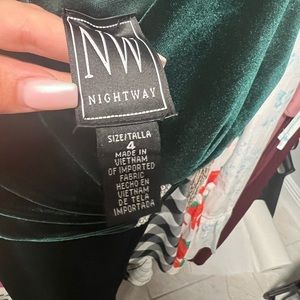 NW
NIGHTWAY
SIZE/TALLA
4
MADE IN
VIETNAM
OF IMPORTED
FABRIC
HECHO EN
VIETNAM
DE TELA
IMPORTADA